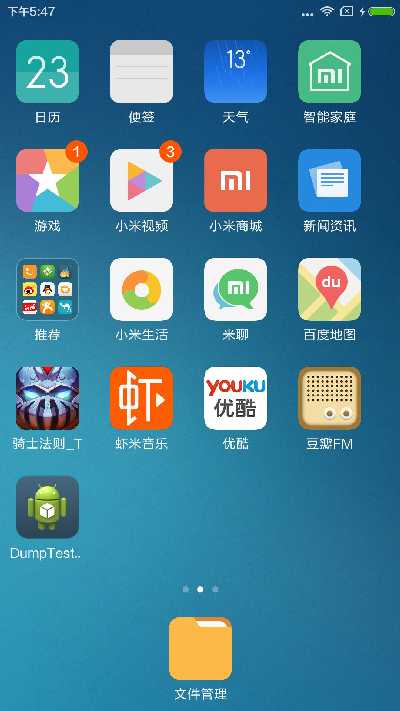 下午5:47
23
日历
便签
13°
天气
智能家庭
1
游戏
3
小米视频
小米商城
新闻资讯
推荐
小米生活
米聊
du
百度地图
骑士法则_T
虾
虾米音乐
YOUKU
优酷
优酷
豆瓣FM
DumpTest..
文件管理